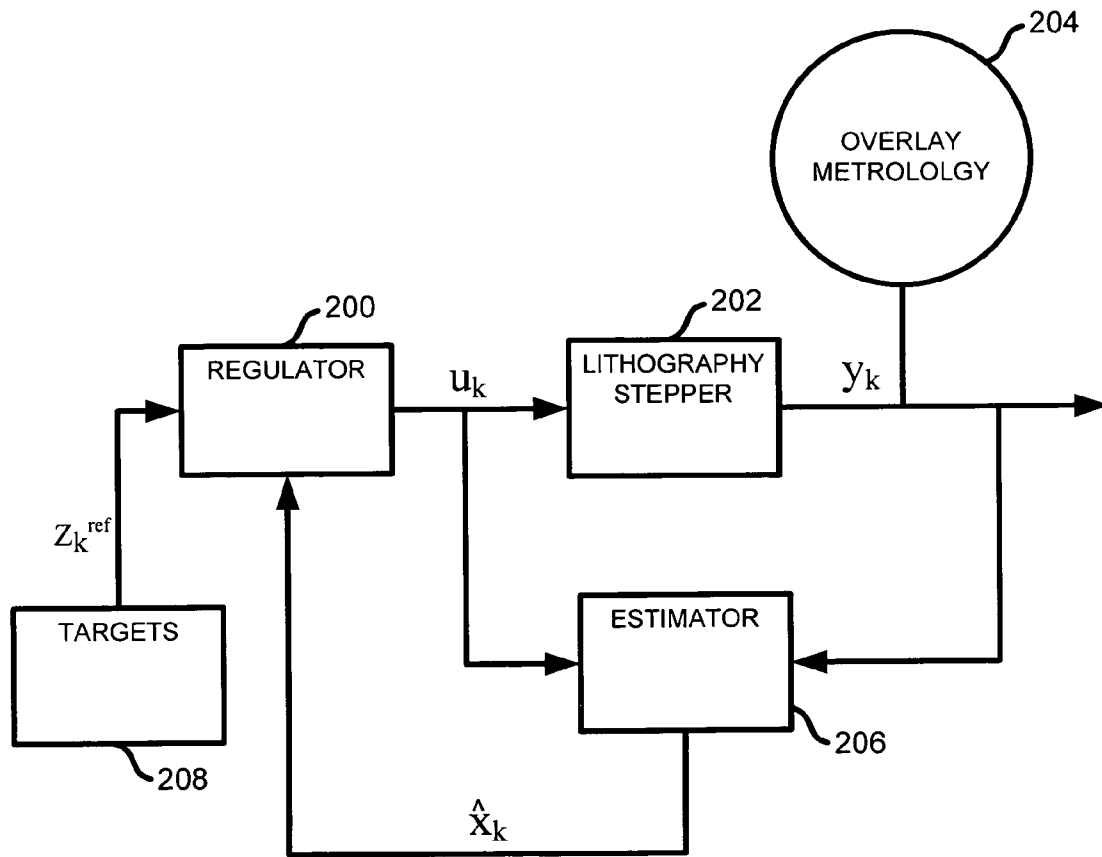 204
OVERLAY
METROLOLGY
200
202
REGULATOR
u_k
LITHOGRAPHY
STEPPER
y_k
z_k^ref
TARGETS
ESTIMATOR
206
208
x̂_k